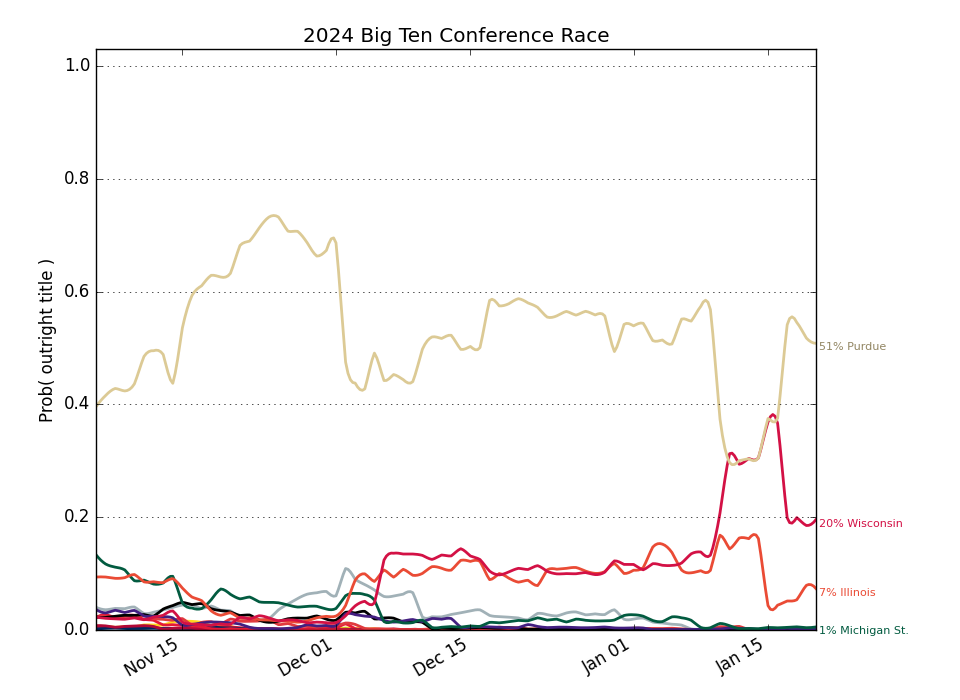 2024 Big Ten Conference Race
Prob( outright title )
1.0
0.8
0.6
0.4
0.2
0.0
51% Purdue
20% Wisconsin
7% Illinois
1% Michigan St.
Nov 15
Dec 01
Dec 15
Jan 01
Jan 15